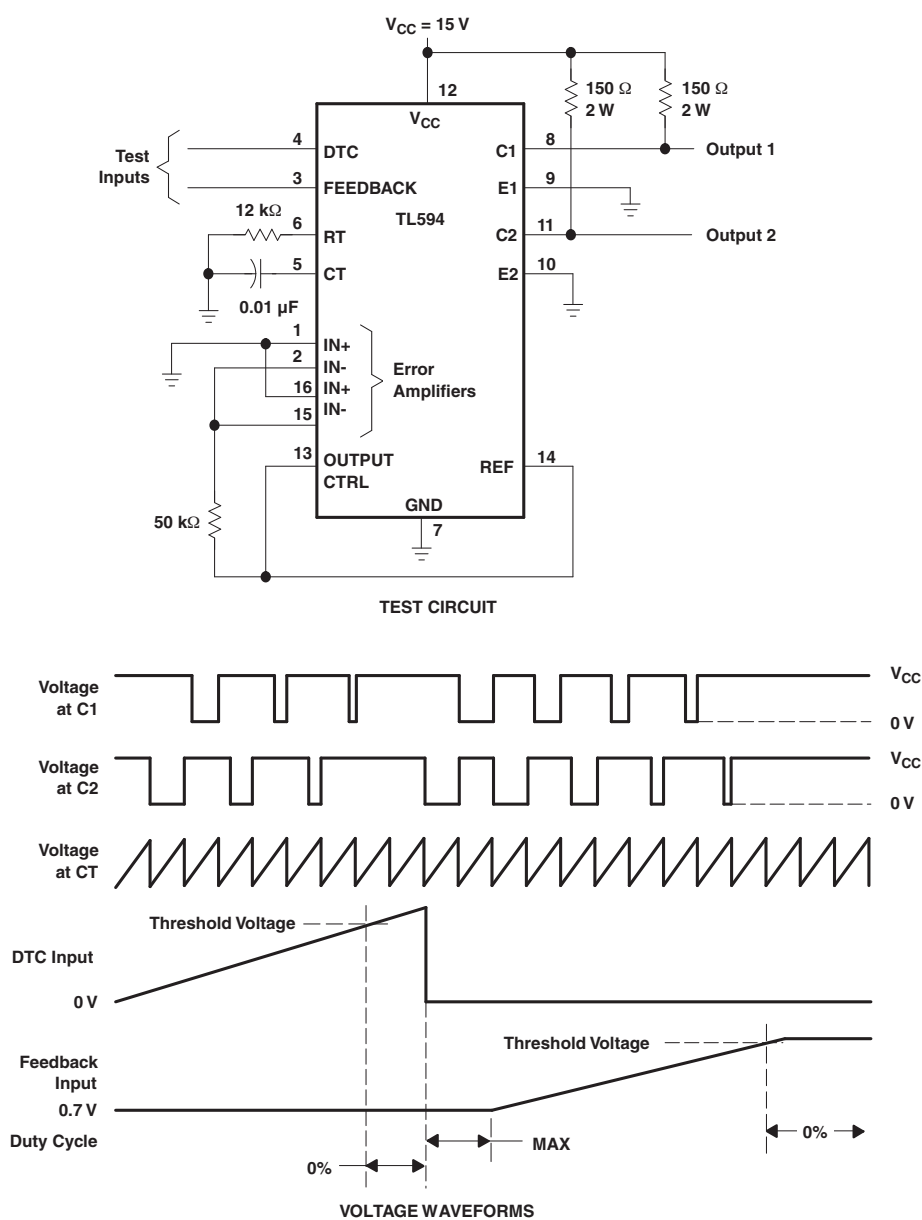 VCC = 15 V
12
VCC
150 Ω
2 W
150 Ω
2 W
Test
Inputs
4
DTC
3
FEEDBACK
TL594
C1
8
Output 1
E1
9
12 kΩ
6
RT
C2
11
Output 2
5
CT
E2
10
0.01 µF
1
IN+
2
IN-
16
IN+
15
IN-
Error
Amplifiers
13
OUTPUT
CTRL
REF
14
50 kΩ
GND
7
TEST CIRCUIT
Voltage
at C1
VCC
0 V
Voltage
at C2
VCC
0 V
Voltage
at CT
Threshold Voltage
DTC Input
0 V
Threshold Voltage
Feedback
Input
0.7 V
Duty Cycle
0%
MAX
0%
VOLTAGE WAVEFORMS